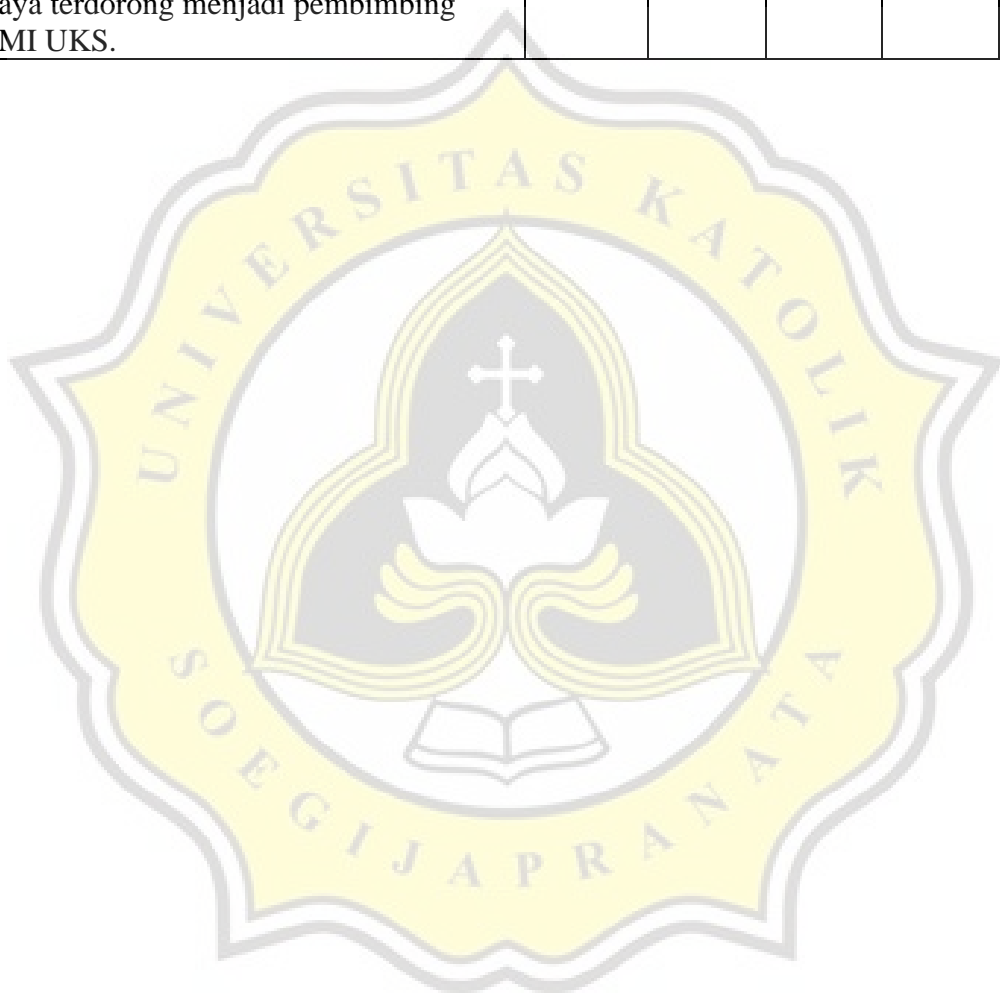 aya terdorong menjadi pembimbing
MI UKS.
UNIVERSITAS KATOLIK
SOEGIJAPRANATA